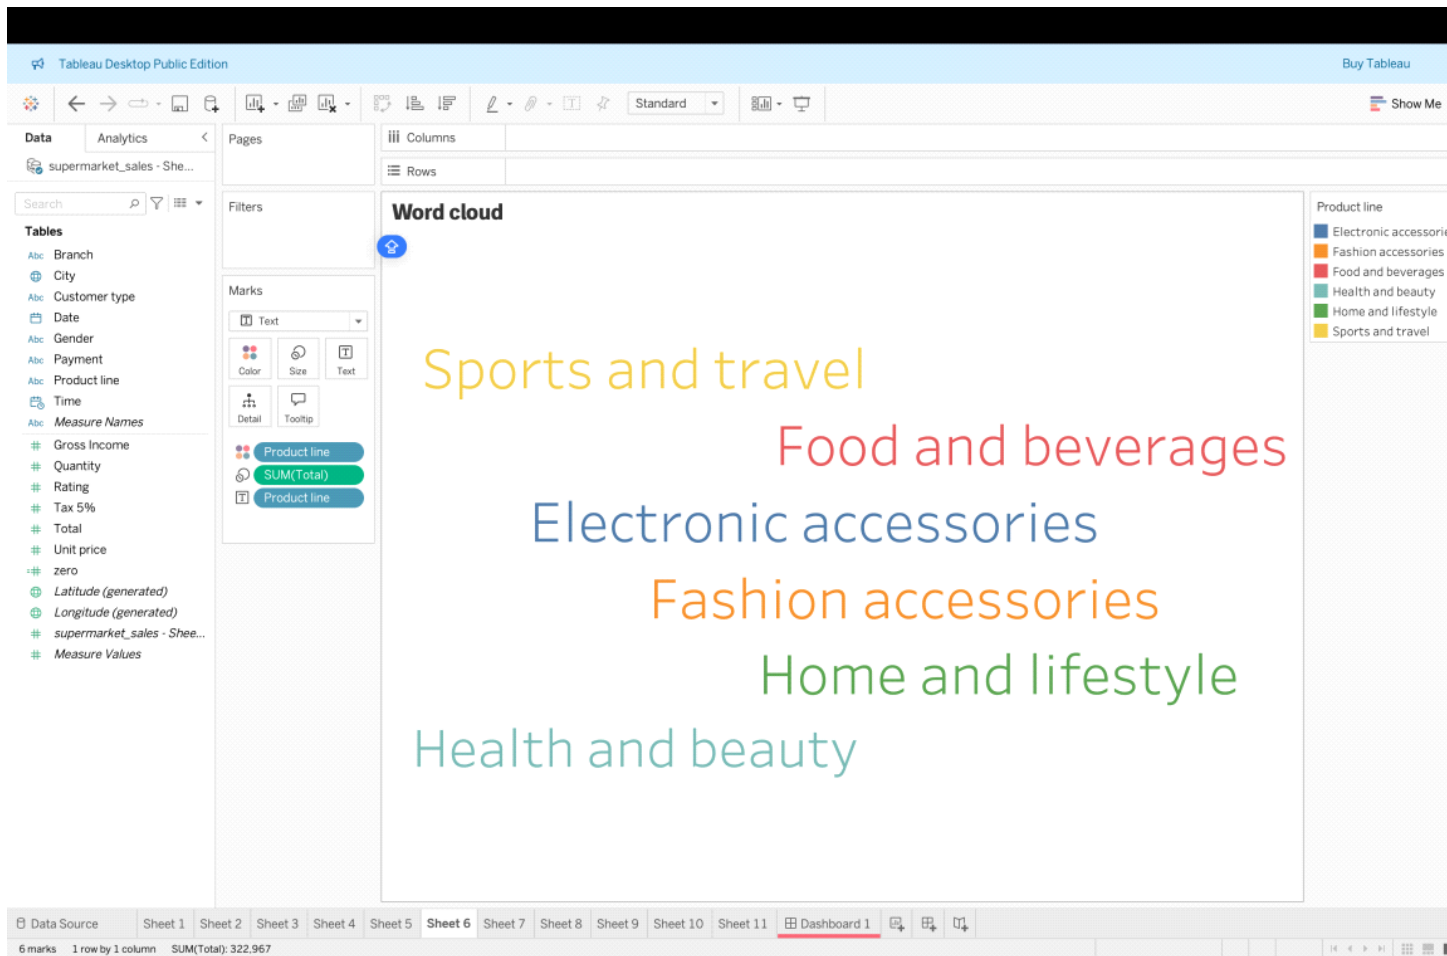 Tableau Desktop Public Edition
Buy Tableau
Standard
Show Me
Data
Analytics
supermarket_sales - She...
Search
Tables
Abc Branch
City
Abc Customer type
Date
Abc Gender
Abc Payment
Abc Product line
Time
Abc Measure Names
# Gross Income
# Quantity
# Rating
# Tax 5%
# Total
# Unit price
=# zero
Latitude (generated)
Longitude (generated)
# supermarket_sales - Shee...
# Measure Values
Pages
Filters
Marks
Text
Color
Size
Text
Detail
Tooltip
Product line
SUM(Total)
Product line
Columns
Rows
Word cloud
Sports and travel
Food and beverages
Electronic accessories
Fashion accessories
Home and lifestyle
Health and beauty
Product line
Electronic accessorie
Fashion accessories
Food and beverages
Health and beauty
Home and lifestyle
Sports and travel
Data Source
Sheet 1
Sheet 2
Sheet 3
Sheet 4
Sheet 5
Sheet 6
Sheet 7
Sheet 8
Sheet 9
Sheet 10
Sheet 11
Dashboard 1
6 marks 1 row by 1 column SUM(Total): 322,967